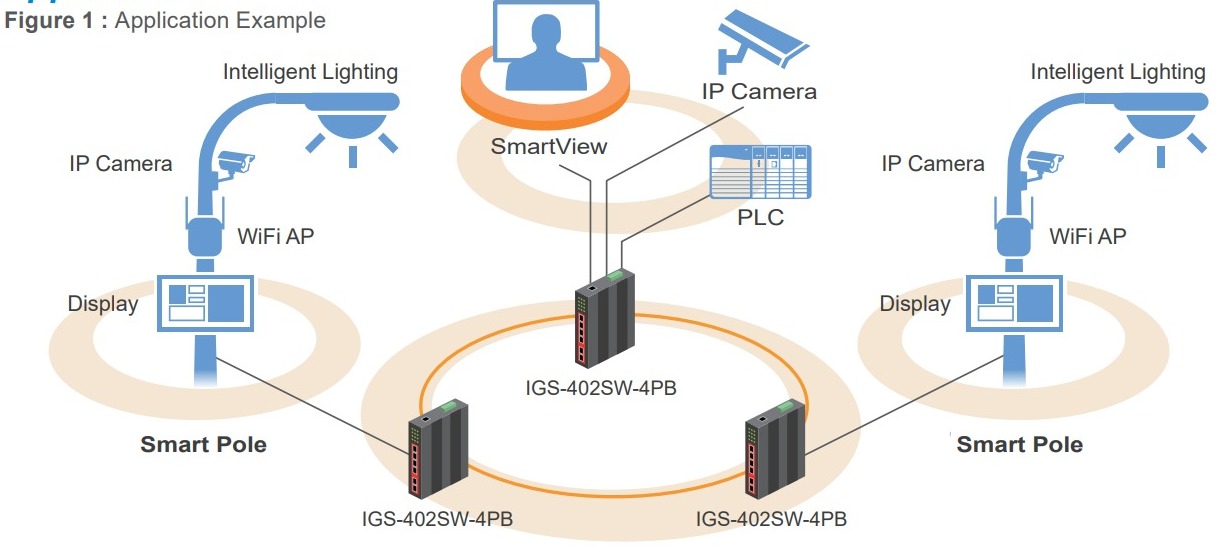 Figure 1 : Application Example
Intelligent Lighting
IP Camera
WiFi AP
Display
Smart Pole
SmartView
IP Camera
PLC
IGS-402SW-4PB
IGS-402SW-4PB
IGS-402SW-4PB
Intelligent Lighting
IP Camera
WiFi AP
Display
Smart Pole